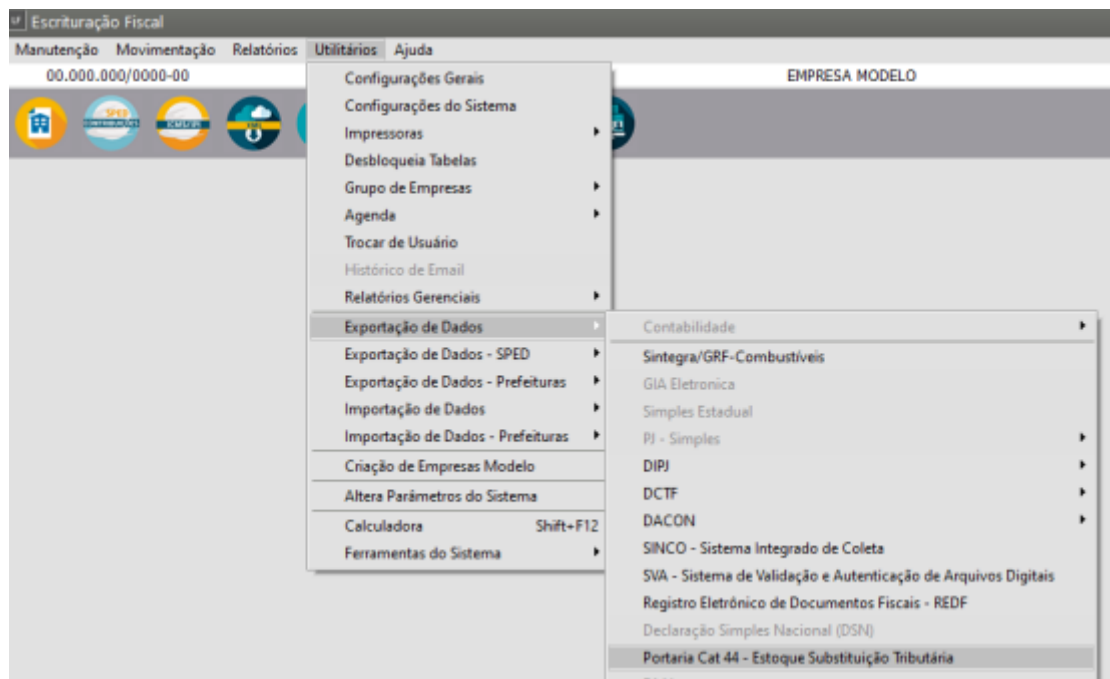 Escrituração Fiscal
Manutenção Movimentação Relatórios Utilitários Ajuda
00.000.000/0000-00 EMPRESA MODELO
SPED
CONTRIBUIÇÕES
ICMS/IPI
XML
Configurações Gerais
Configurações do Sistema
Impressoras
Desbloqueia Tabelas
Grupo de Empresas
Agenda
Trocar de Usuário
Histórico de Email
Relatórios Gerenciais
Exportação de Dados
Exportação de Dados - SPED
Exportação de Dados - Prefeituras
Importação de Dados
Importação de Dados - Prefeituras
Criação de Empresas Modelo
Altera Parâmetros do Sistema
Calculadora Shift+F12
Ferramentas do Sistema
Contabilidade
Sintegra/GRF-Combustíveis
GIA Eletronica
Simples Estadual
PJ - Simples
DIPJ
DCTF
DACON
SINCO - Sistema Integrado de Coleta
SVA - Sistema de Validação e Autenticação de Arquivos Digitais
Registro Eletrônico de Documentos Fiscais - REDF
Declaração Simples Nacional (DSN)
Portaria Cat 44 - Estoque Substituição Tributária